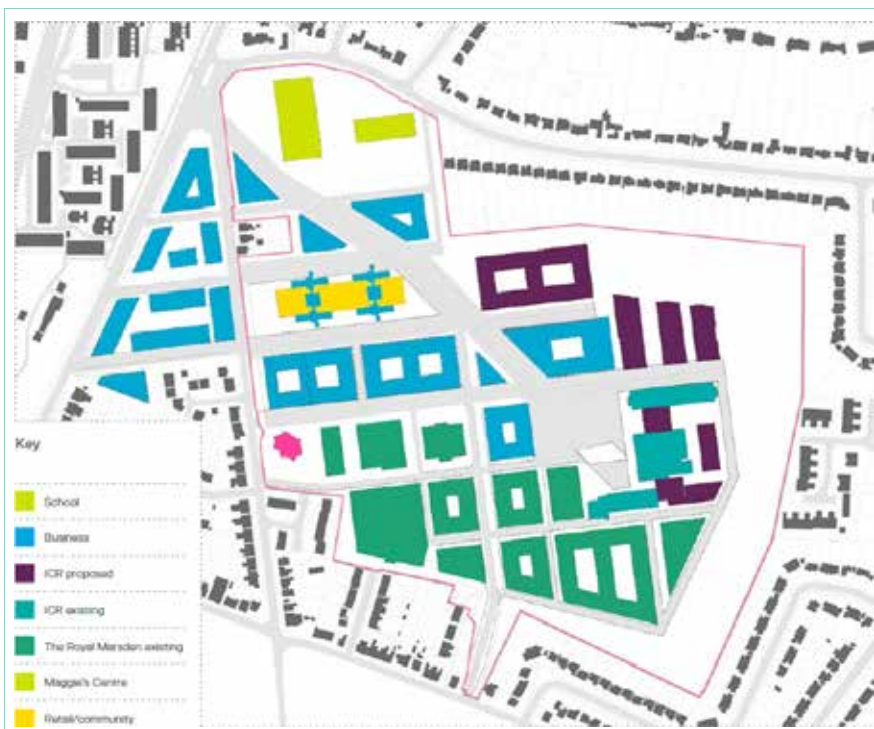 Key
School
Business
ICR proposed
ICR existing
The Royal Marsden existing
Maggie's Centre
Retail/community